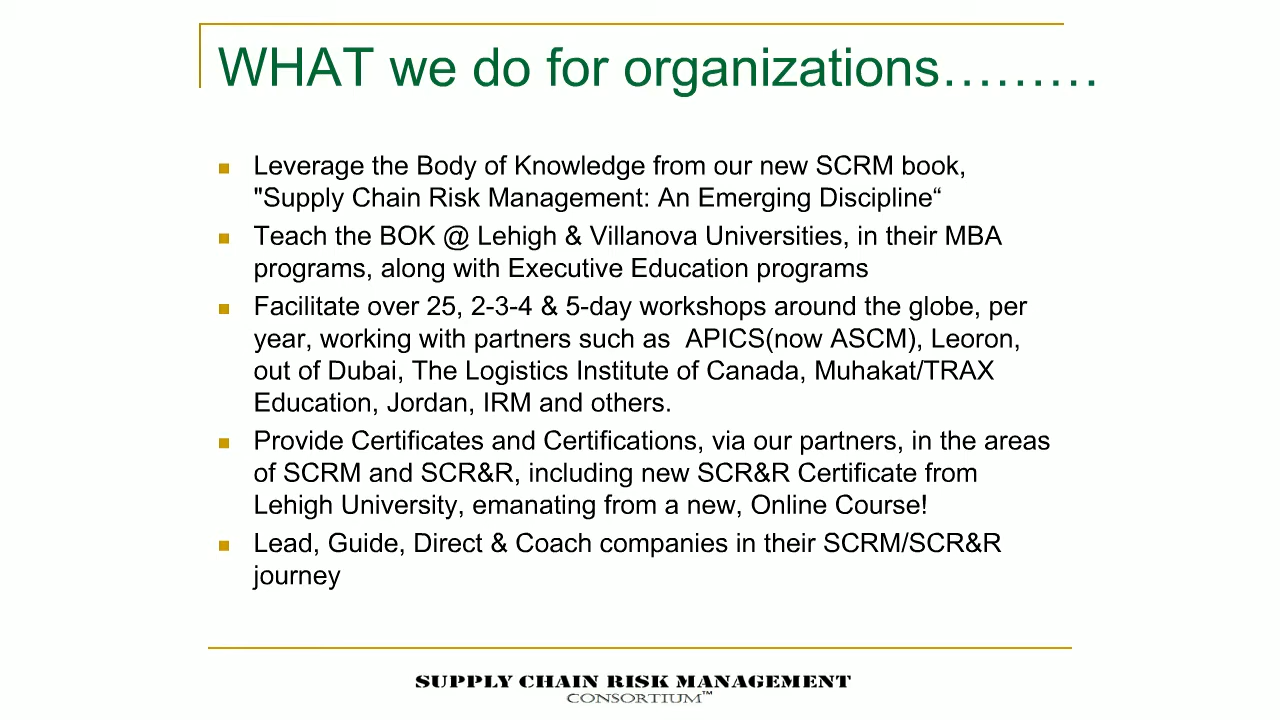 WHAT we do for organizations………
Leverage the Body of Knowledge from our new SCRM book,
"Supply Chain Risk Management: An Emerging Discipline“
Teach the BOK @ Lehigh & Villanova Universities, in their MBA
programs, along with Executive Education programs
Facilitate over 25, 2-3-4 & 5-day workshops around the globe, per
year, working with partners such as  APICS(now ASCM), Leoron,
out of Dubai, The Logistics Institute of Canada, Muhakat/TRAX
Education, Jordan, IRM and others.
Provide Certificates and Certifications, via our partners, in the areas
of SCRM and SCR&R, including new SCR&R Certificate from
Lehigh University, emanating from a new, Online Course!
Lead, Guide, Direct & Coach companies in their SCRM/SCR&R
journey
SUPPLY CHAIN RISK MANAGEMENT
CONSORTIUM™